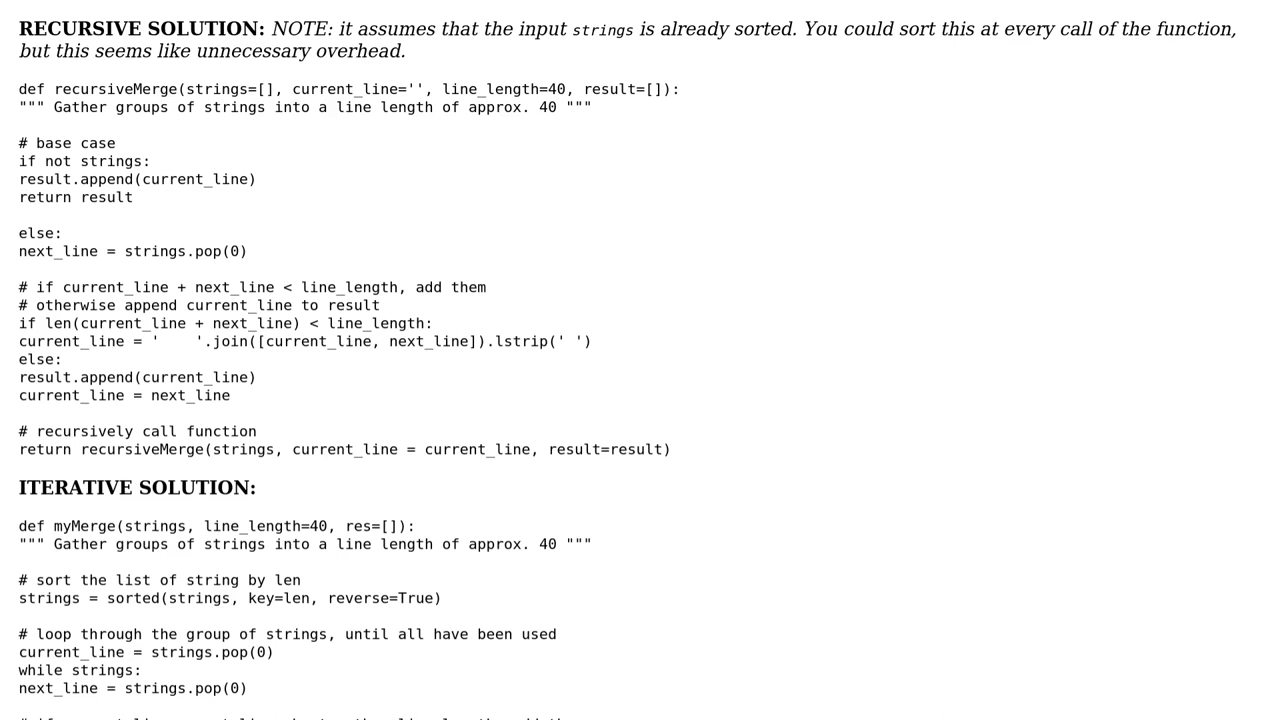 RECURSIVE SOLUTION: NOTE: it assumes that the input strings is already sorted. You could sort this at every call of the function,
but this seems like unnecessary overhead.
def recursiveMerge(strings=[], current_line='', line_length=40, result=[]):
""" Gather groups of strings into a line length of approx. 40 """
# base case
if not strings:
result.append(current_line)
return result
else:
next_line = strings.pop(0)
# if current_line + next_line < line_length, add them
# otherwise append current_line to result
if len(current_line + next_line) < line_length:
current_line = '    '.join([current_line, next_line]).lstrip(' ')
else:
result.append(current_line)
current_line = next_line
# recursively call function
return recursiveMerge(strings, current_line = current_line, result=result)
ITERATIVE SOLUTION:
def myMerge(strings, line_length=40, res=[]):
""" Gather groups of strings into a line length of approx. 40 """
# sort the list of string by len
strings = sorted(strings, key=len, reverse=True)
# loop through the group of strings, until all have been used
current_line = strings.pop(0)
while strings:
next_line = strings.pop(0)